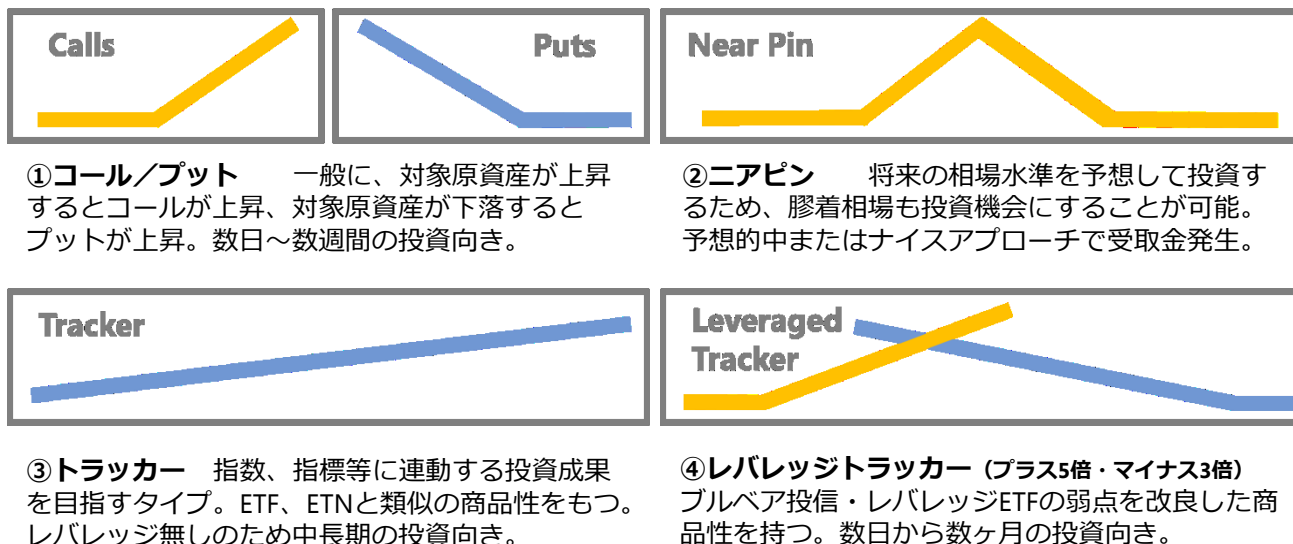 Calls
Puts
①コール／プット 一般に、対象原資産が上昇
するとコールが上昇、対象原資産が下落すると
プットが上昇。数日～数週間の投資向き。
Near Pin
②ニアピン 将来の相場水準を予想して投資す
るため、膠着相場も投資機会にすることが可能。
予想的中またはナイスアプローチで受取金発生。
Tracker
③トラッカー 指数、指標等に連動する投資成果
を目指すタイプ。ETF、ETNと類似の商品性をもつ。
レバレッジ無しのため中長期の投資向き。
Leveraged
Tracker
④レバレッジトラッカー（プラス5倍・マイナス3倍）
ブルベア投信・レバレッジETFの弱点を改良した商
品性を持つ。数日から数ヶ月の投資向き。